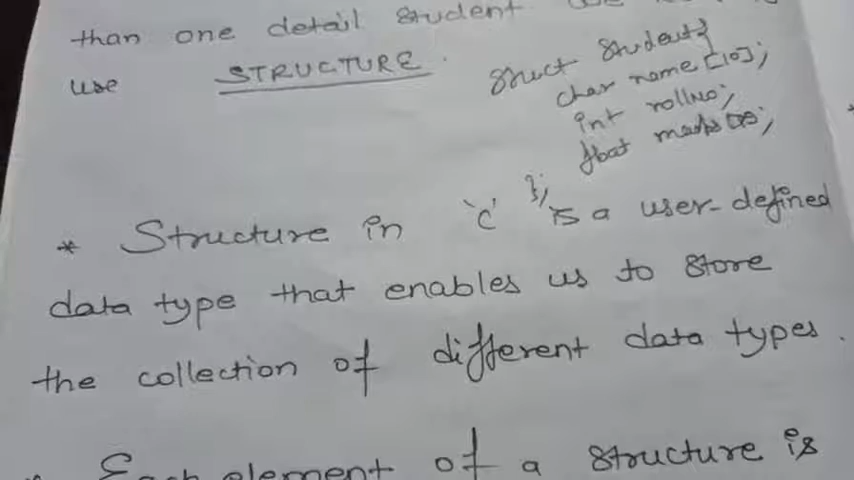 than one detail student
use STRUCTURE.
struct Student{
char name[10];
int rollno;
float marks
};
* Structure in 'c' is a user-defined
data type that enables us to store
the collection of different data types.
Each element of a structure is